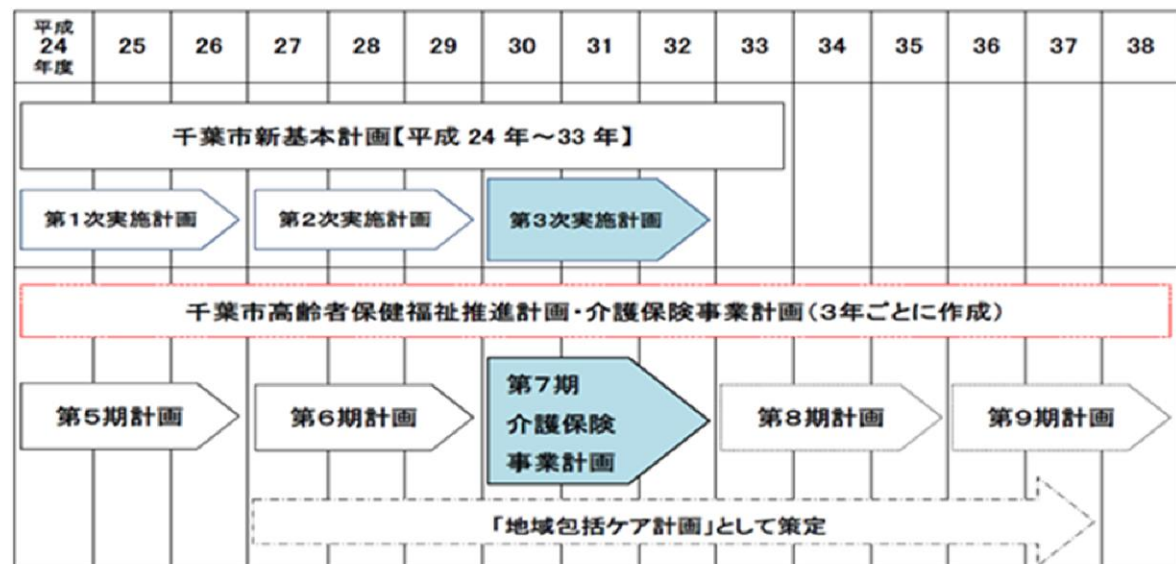 平成
24
年度
25
26
27
28
29
30
31
32
33
34
35
36
37
38
千葉市新基本計画【平成 24 年～33 年】
第1次実施計画
第2次実施計画
第3次実施計画
千葉市高齢者保健福祉推進計画・介護保険事業計画(3年ごとに作成)
第5期計画
第6期計画
第7期
介護保険
事業計画
第8期計画
第9期計画
「地域包括ケア計画」として策定